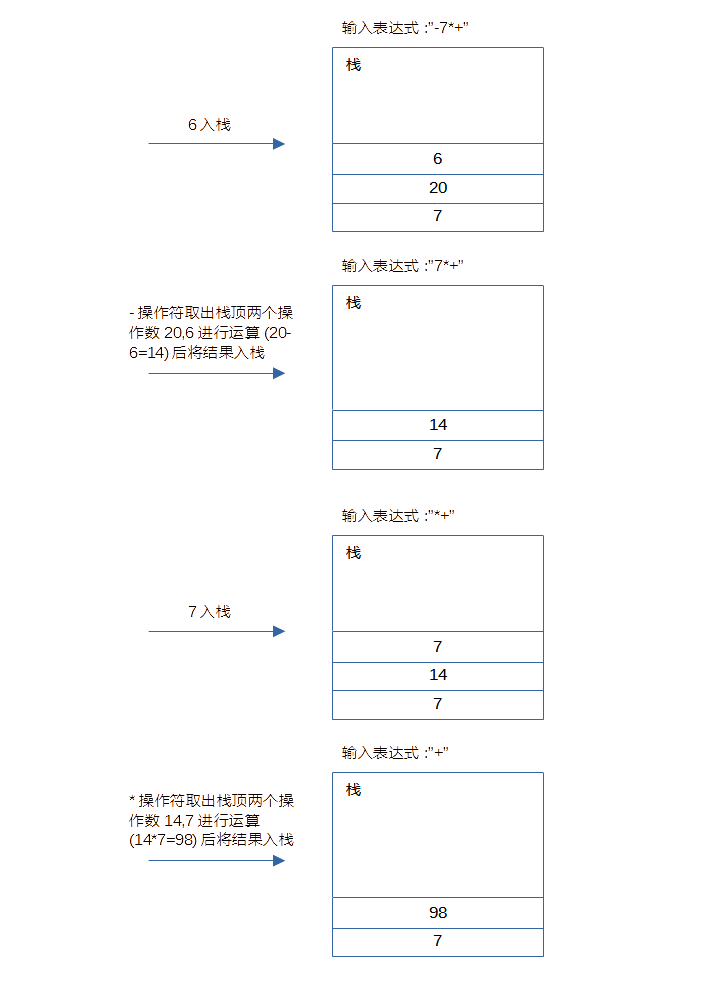 输入表达式 :”-7*+”
栈
6 入栈
6
20
7
输入表达式 :”7*+”
栈
- 操作符取出栈顶两个操
作数 20,6 进行运算 (20-
6=14) 后将结果入栈
14
7
输入表达式 :”*+”
栈
7 入栈
7
14
7
输入表达式 :”+”
栈
* 操作符取出栈顶两个操
作数 14,7 进行运算
(14*7=98) 后将结果入栈
98
7